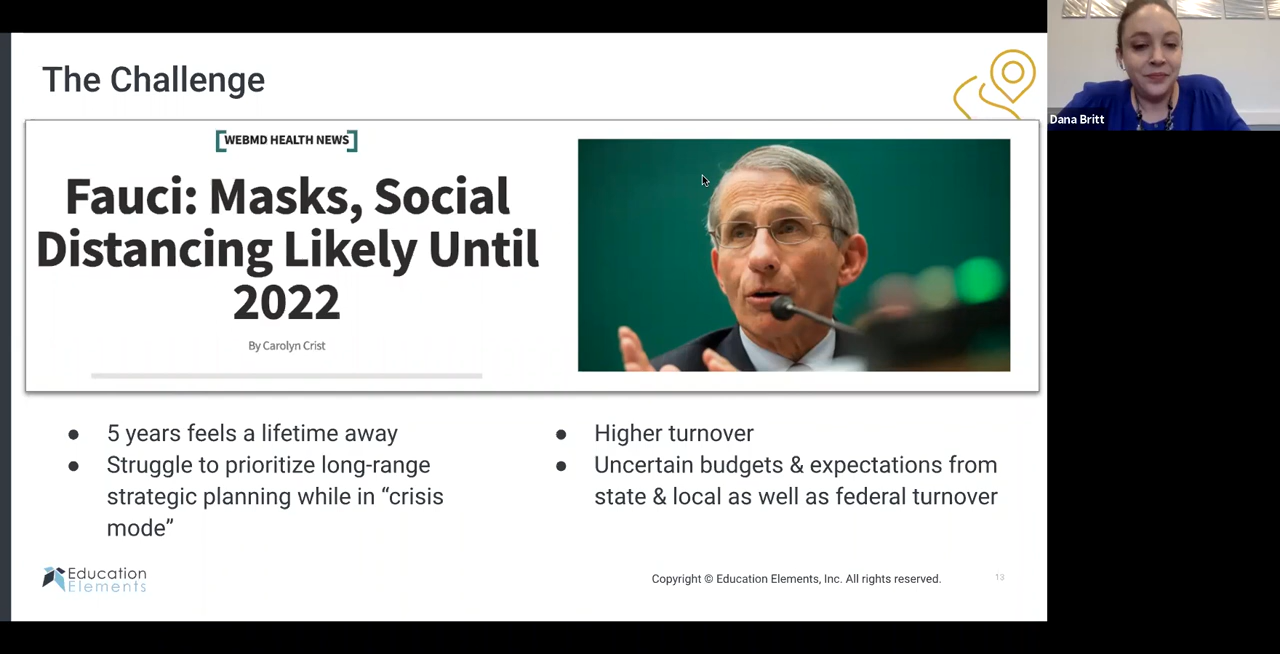 The Challenge
WEBMD HEALTH NEWS
Fauci: Masks, Social
Distancing Likely Until
2022
By Carolyn Crist
● 5 years feels a lifetime away
● Struggle to prioritize long-range
strategic planning while in “crisis
mode”
● Higher turnover
● Uncertain budgets & expectations from
state & local as well as federal turnover
Education
Elements
Copyright © Education Elements, Inc. All rights reserved.
13
Dana Britt